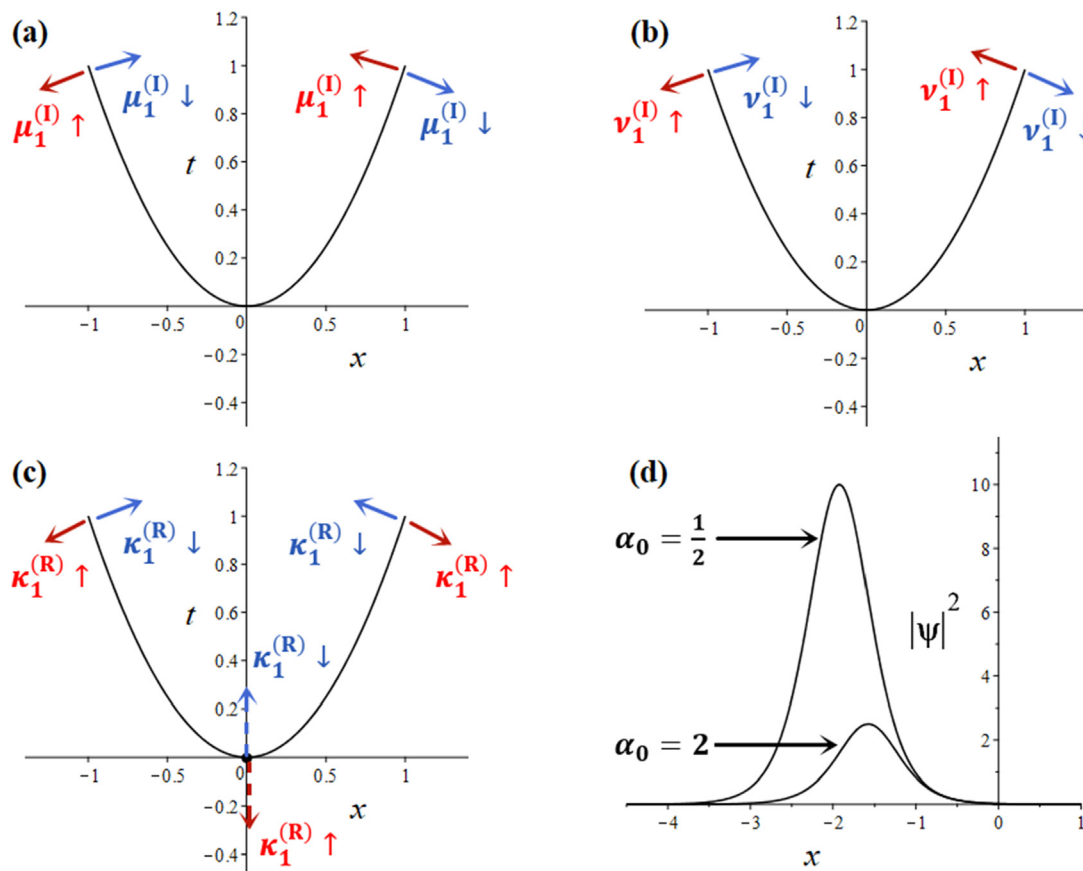 (a)
1.2
1
0.8
0.6
0.4
0.2
0
−0.2
−0.4
−1
−0.5
0.5
1
t
x
μ₁⁽ᴵ⁾ ↑
μ₁⁽ᴵ⁾ ↓
μ₁⁽ᴵ⁾ ↑
μ₁⁽ᴵ⁾ ↓
(b)
1.2
1
0.8
0.6
0.4
0.2
0
−0.2
−0.4
−1
−0.5
0.5
1
t
x
ν₁⁽ᴵ⁾ ↑
ν₁⁽ᴵ⁾ ↓
ν₁⁽ᴵ⁾ ↑
ν₁⁽ᴵ⁾ ↓
(c)
1.2
1
0.8
0.6
0.4
0.2
0
−0.2
−0.4
−1
−0.5
0.5
1
t
x
κ₁⁽ᴿ⁾ ↑
κ₁⁽ᴿ⁾ ↓
κ₁⁽ᴿ⁾ ↓
κ₁⁽ᴿ⁾ ↑
κ₁⁽ᴿ⁾ ↓
κ₁⁽ᴿ⁾ ↑
(d)
10
8
6
4
2
α₀ = 1/2
|ψ|²
α₀ = 2
−4
−3
−2
−1
0
1
x